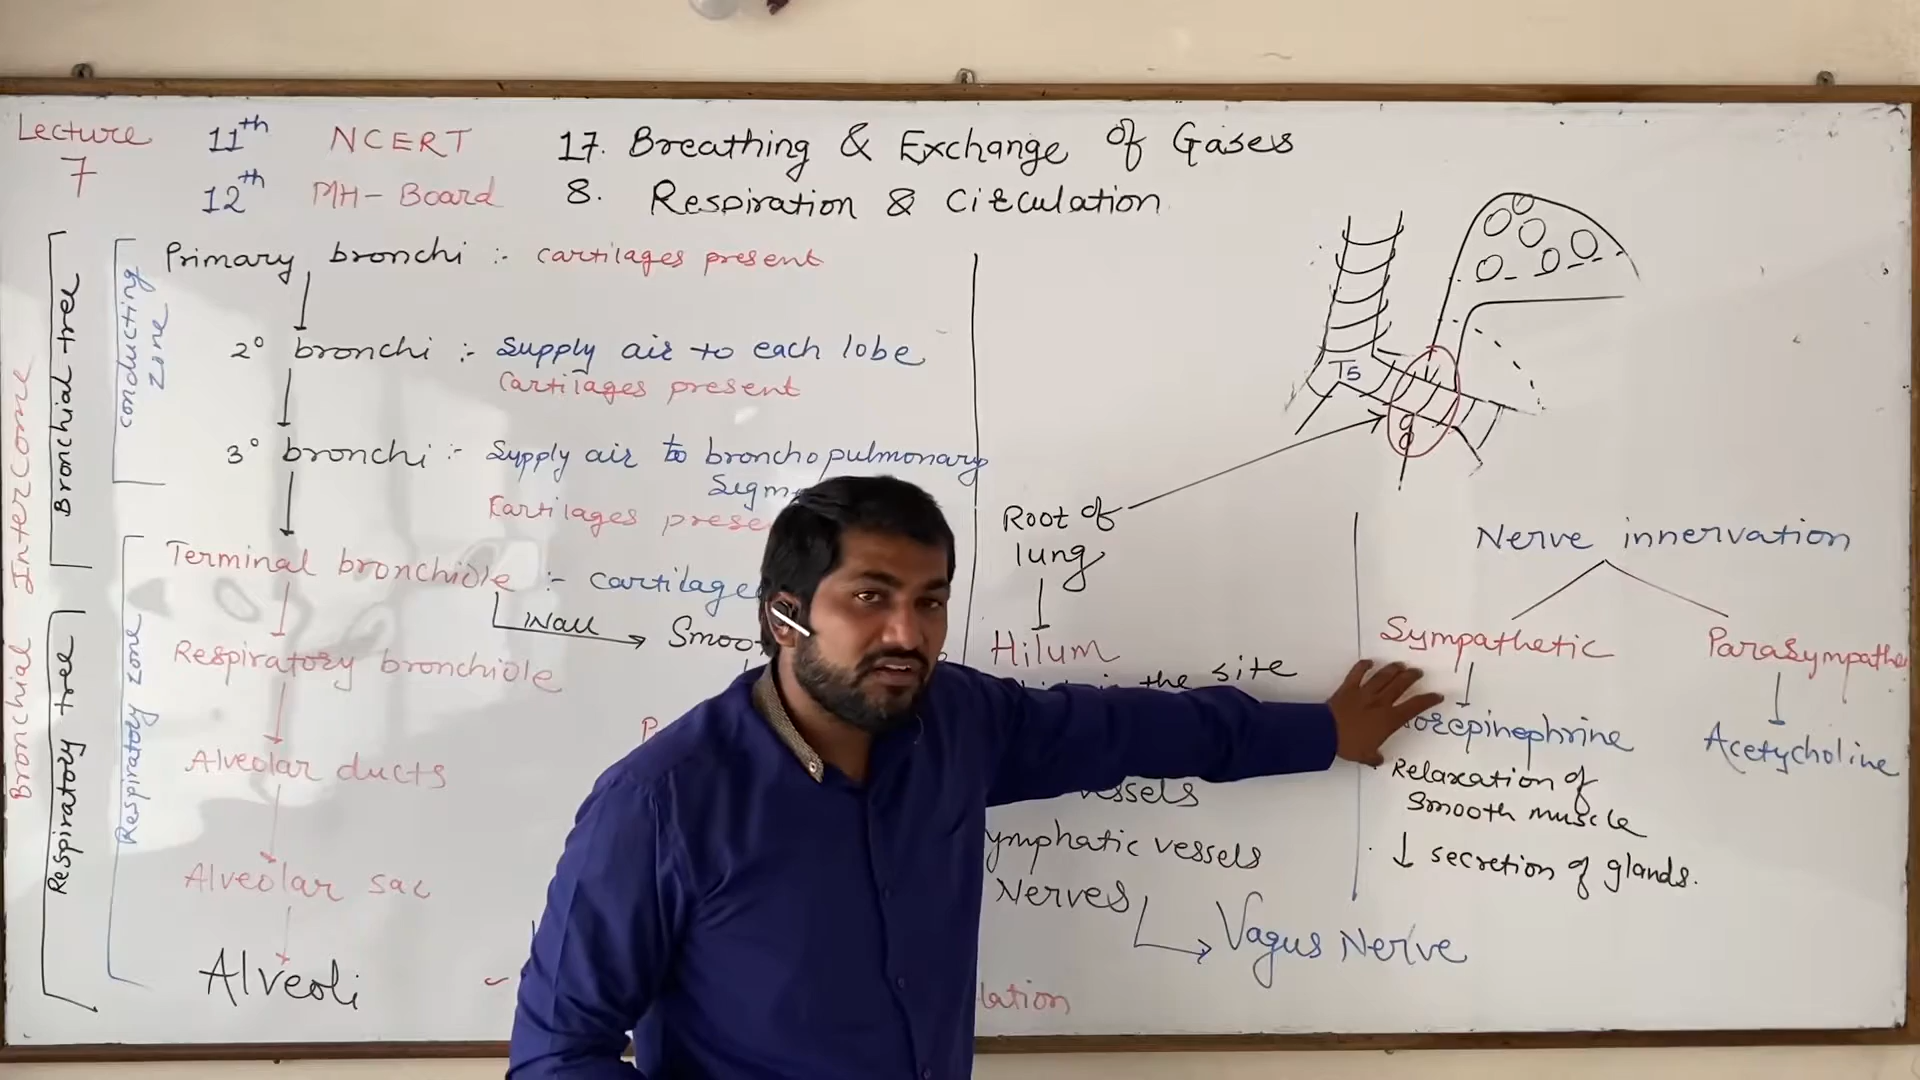 Lecture
7
11th NCERT 17. Breathing & Exchange of Gases
12th MH-Board 8. Respiration & Circulation
Bronchial InterCome
Bronchial tree
Respiratory tree
conducting
zone
Respiratory zone
Primary bronchi :- cartilages present
2° bronchi :- Supply air to each lobe
Cartilages present
3° bronchi :- Supply air to bronchopulmonary
Terminal bronchiole :-
Wall
Respiratory bronchiole
Alveolar ducts
Alveolar sac
Alveoli
T5
Root of
lung
Hilum
the site
vessels
vessels
Nerves
Vagus Nerve
Nerve innervation
Sympathetic
Relaxation of
Smooth muscle
↓ secretion of glands.
Acetycholine